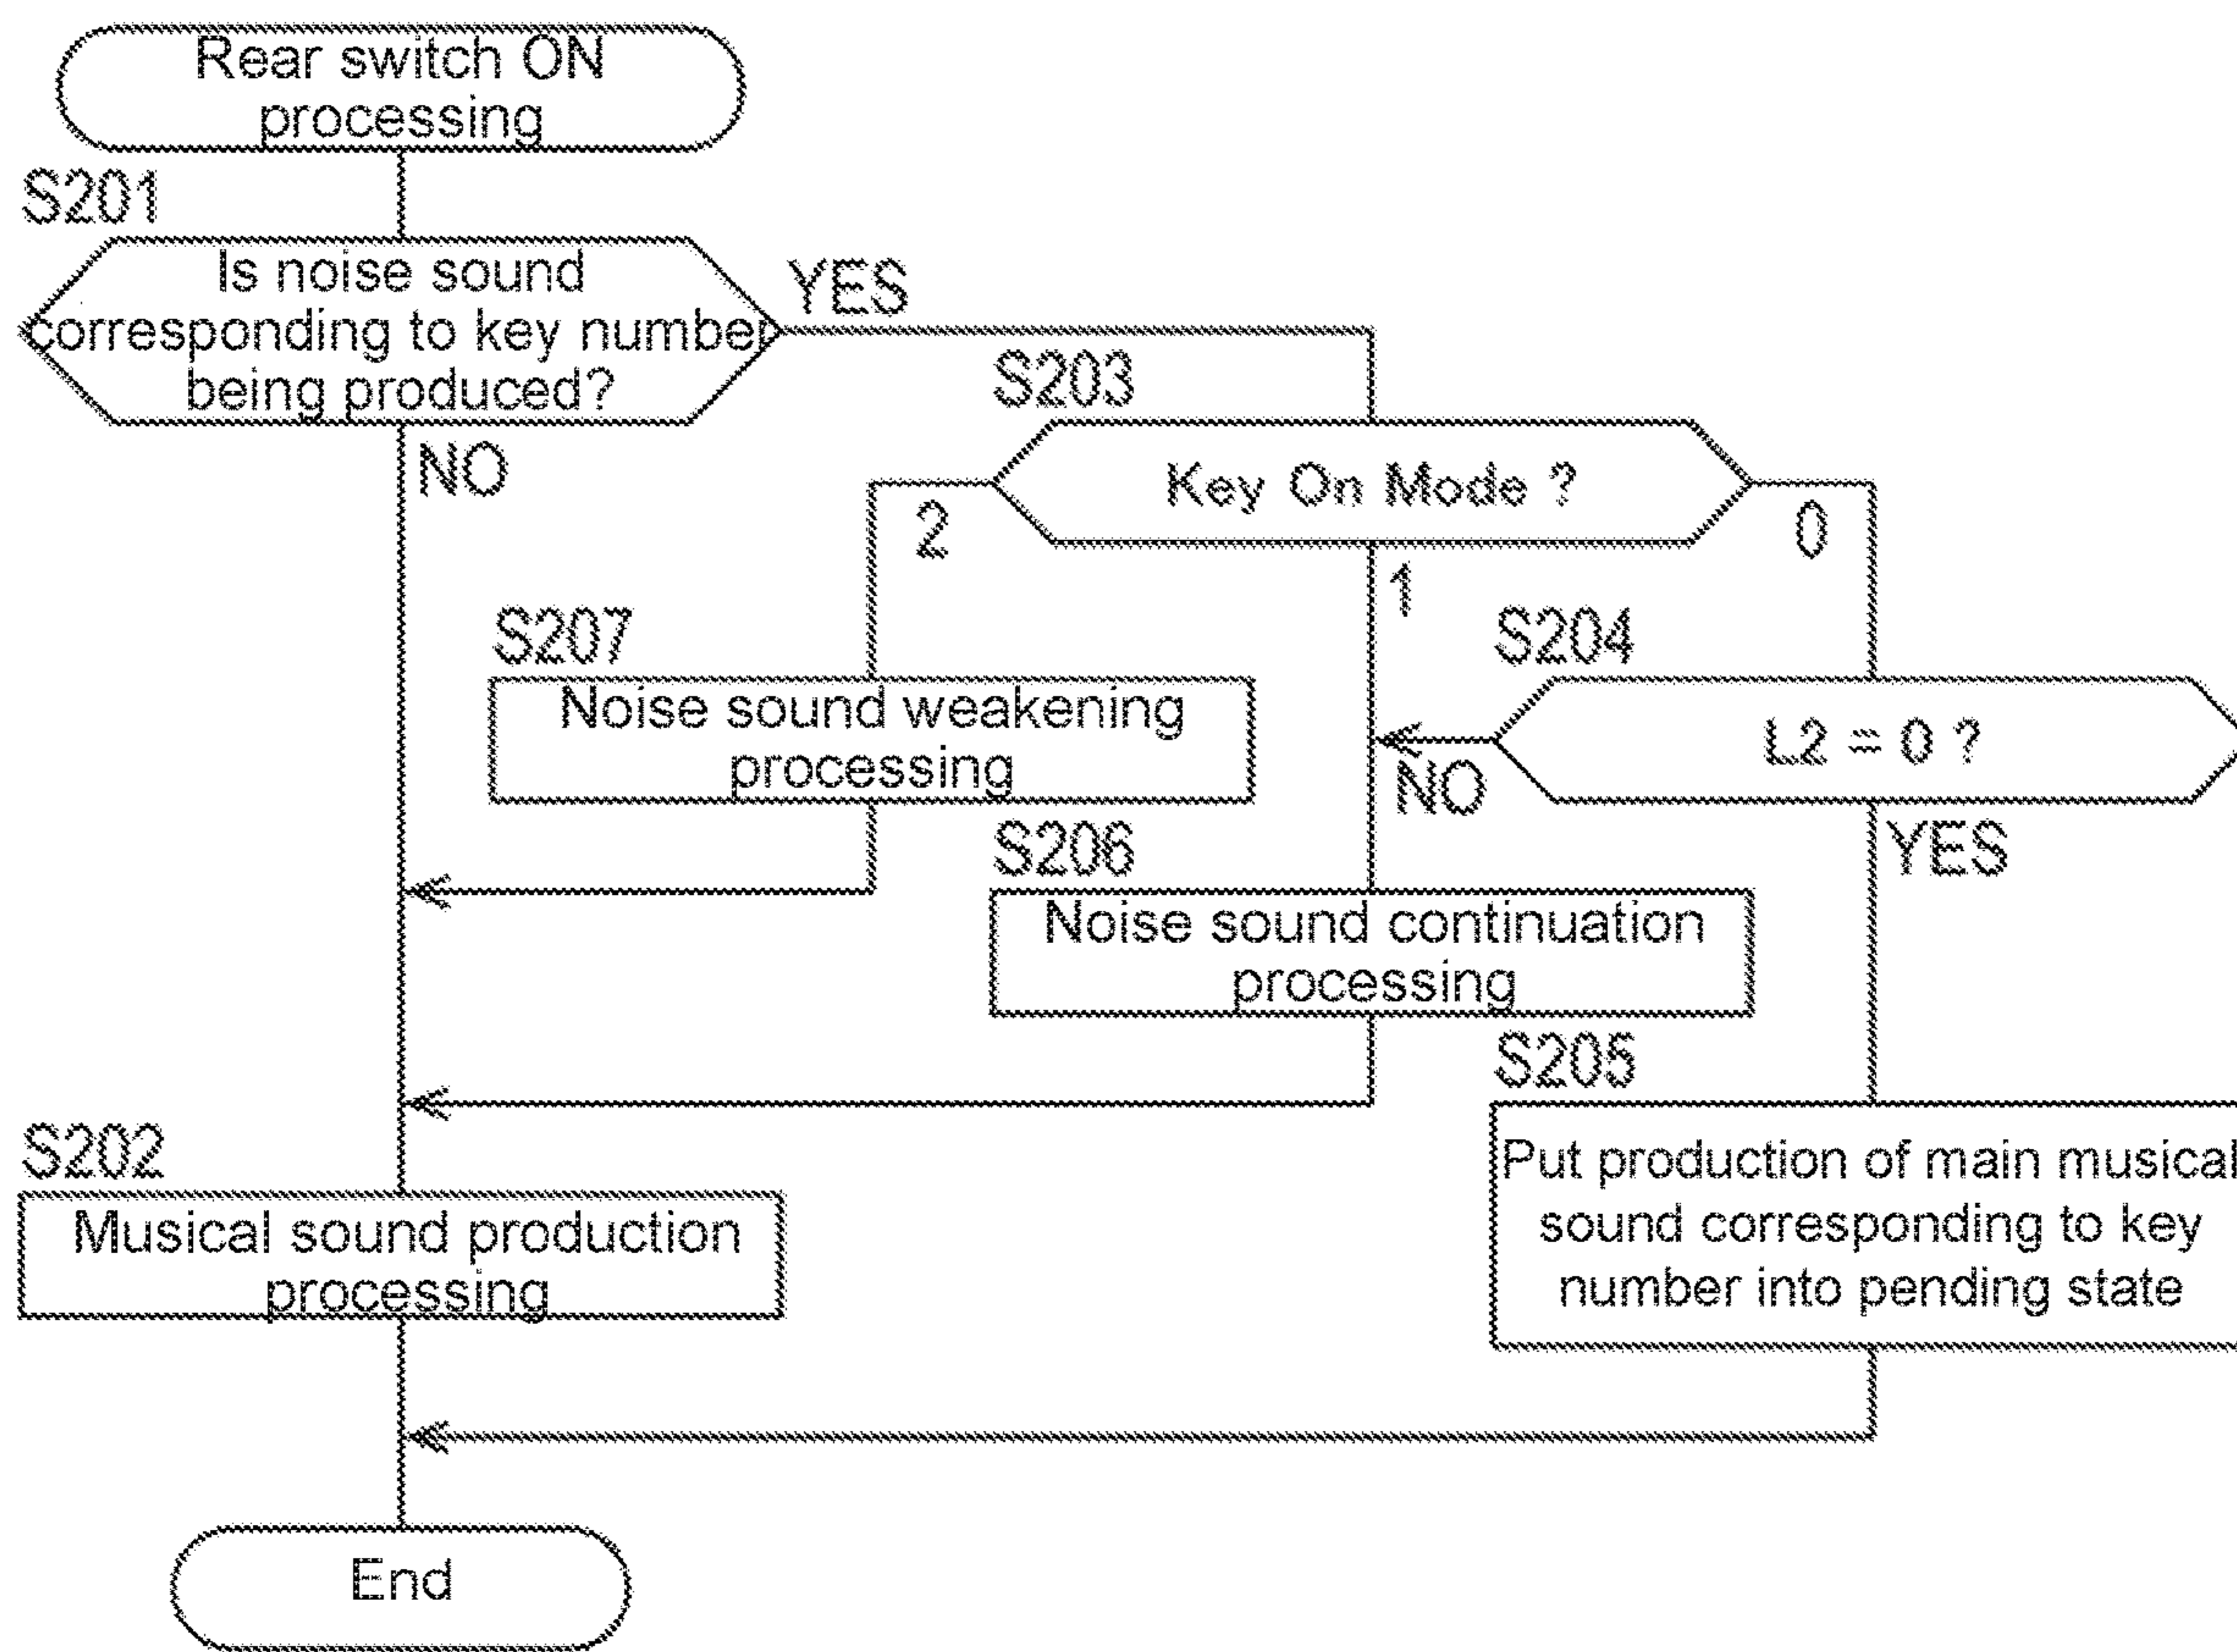 Rear switch ON
processing
S201
Is noise sound
corresponding to key number
being produced?
YES
NO
S203
Key On Mode ?
2
1
0
S207
Noise sound weakening
processing
S204
L2 = 0 ?
NO
YES
S206
Noise sound continuation
processing
S205
Put production of main musical
sound corresponding to key
number into pending state
S202
Musical sound production
processing
End